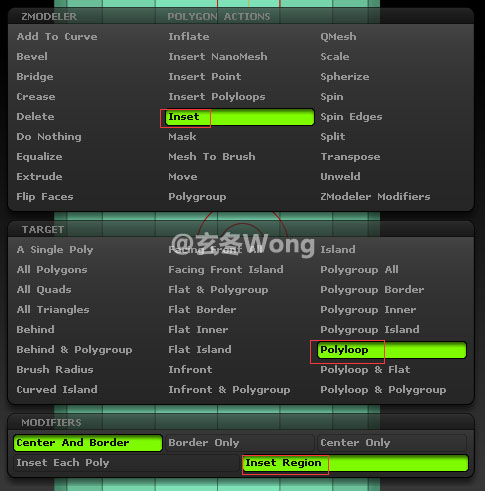 ZMODELER POLYGON ACTIONS
Add To Curve Inflate QMesh
Bevel Insert NanoMesh Scale
Bridge Insert Point Spherize
Crease Insert Polyloops Spin
Delete Inset Spin Edges
Do Nothing Mask Split
Equalize Mesh To Brush Transpose
Extrude Move Unweld
Flip Faces Polygroup ZModeler Modifiers
TARGET
@玄冬Wong
A Single Poly Facing Front All Island
All Polygons Facing Front Island Polygroup All
All Quads Flat & Polygroup Polygroup Border
All Triangles Flat Border Polygroup Inner
Behind Flat Inner Polygroup Island
Behind & Polygroup Flat Island Polyloop
Brush Radius Infront Polyloop & Flat
Curved Island Infront & Polygroup Polyloop & Polygroup
MODIFIERS
Center And Border Border Only Center Only
Inset Each Poly Inset Region